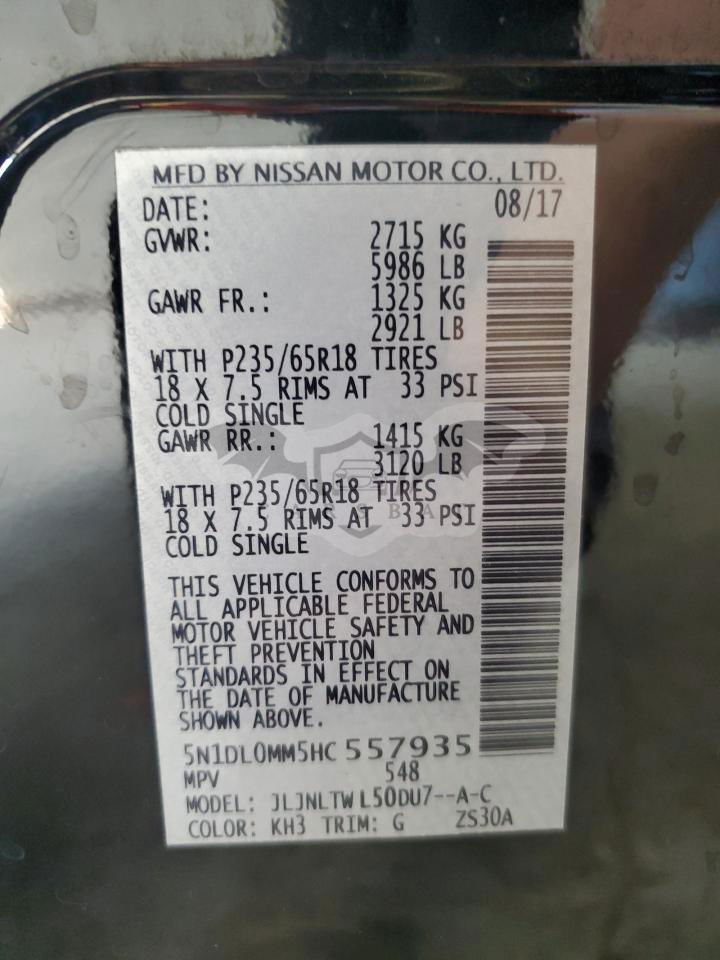 MFD BY NISSAN MOTOR CO., LTD.
DATE: 08/17
GVWR: 2715 KG
5986 LB
GAWR FR.: 1325 KG
2921 LB
WITH P235/65R18 TIRES
18 X 7.5 RIMS AT 33 PSI
COLD SINGLE
GAWR RR.: 1415 KG
3120 LB
WITH P235/65R18 TIRES
18 X 7.5 RIMS AT 33 PSI
COLD SINGLE
THIS VEHICLE CONFORMS TO
ALL APPLICABLE FEDERAL
MOTOR VEHICLE SAFETY AND
THEFT PREVENTION
STANDARDS IN EFFECT ON
THE DATE OF MANUFACTURE
SHOWN ABOVE.
5N1DL0MM5HC 557935
MPV 548
MODEL: JLJNLTW L50DU7--A-C
COLOR: KH3 TRIM: G ZS30A